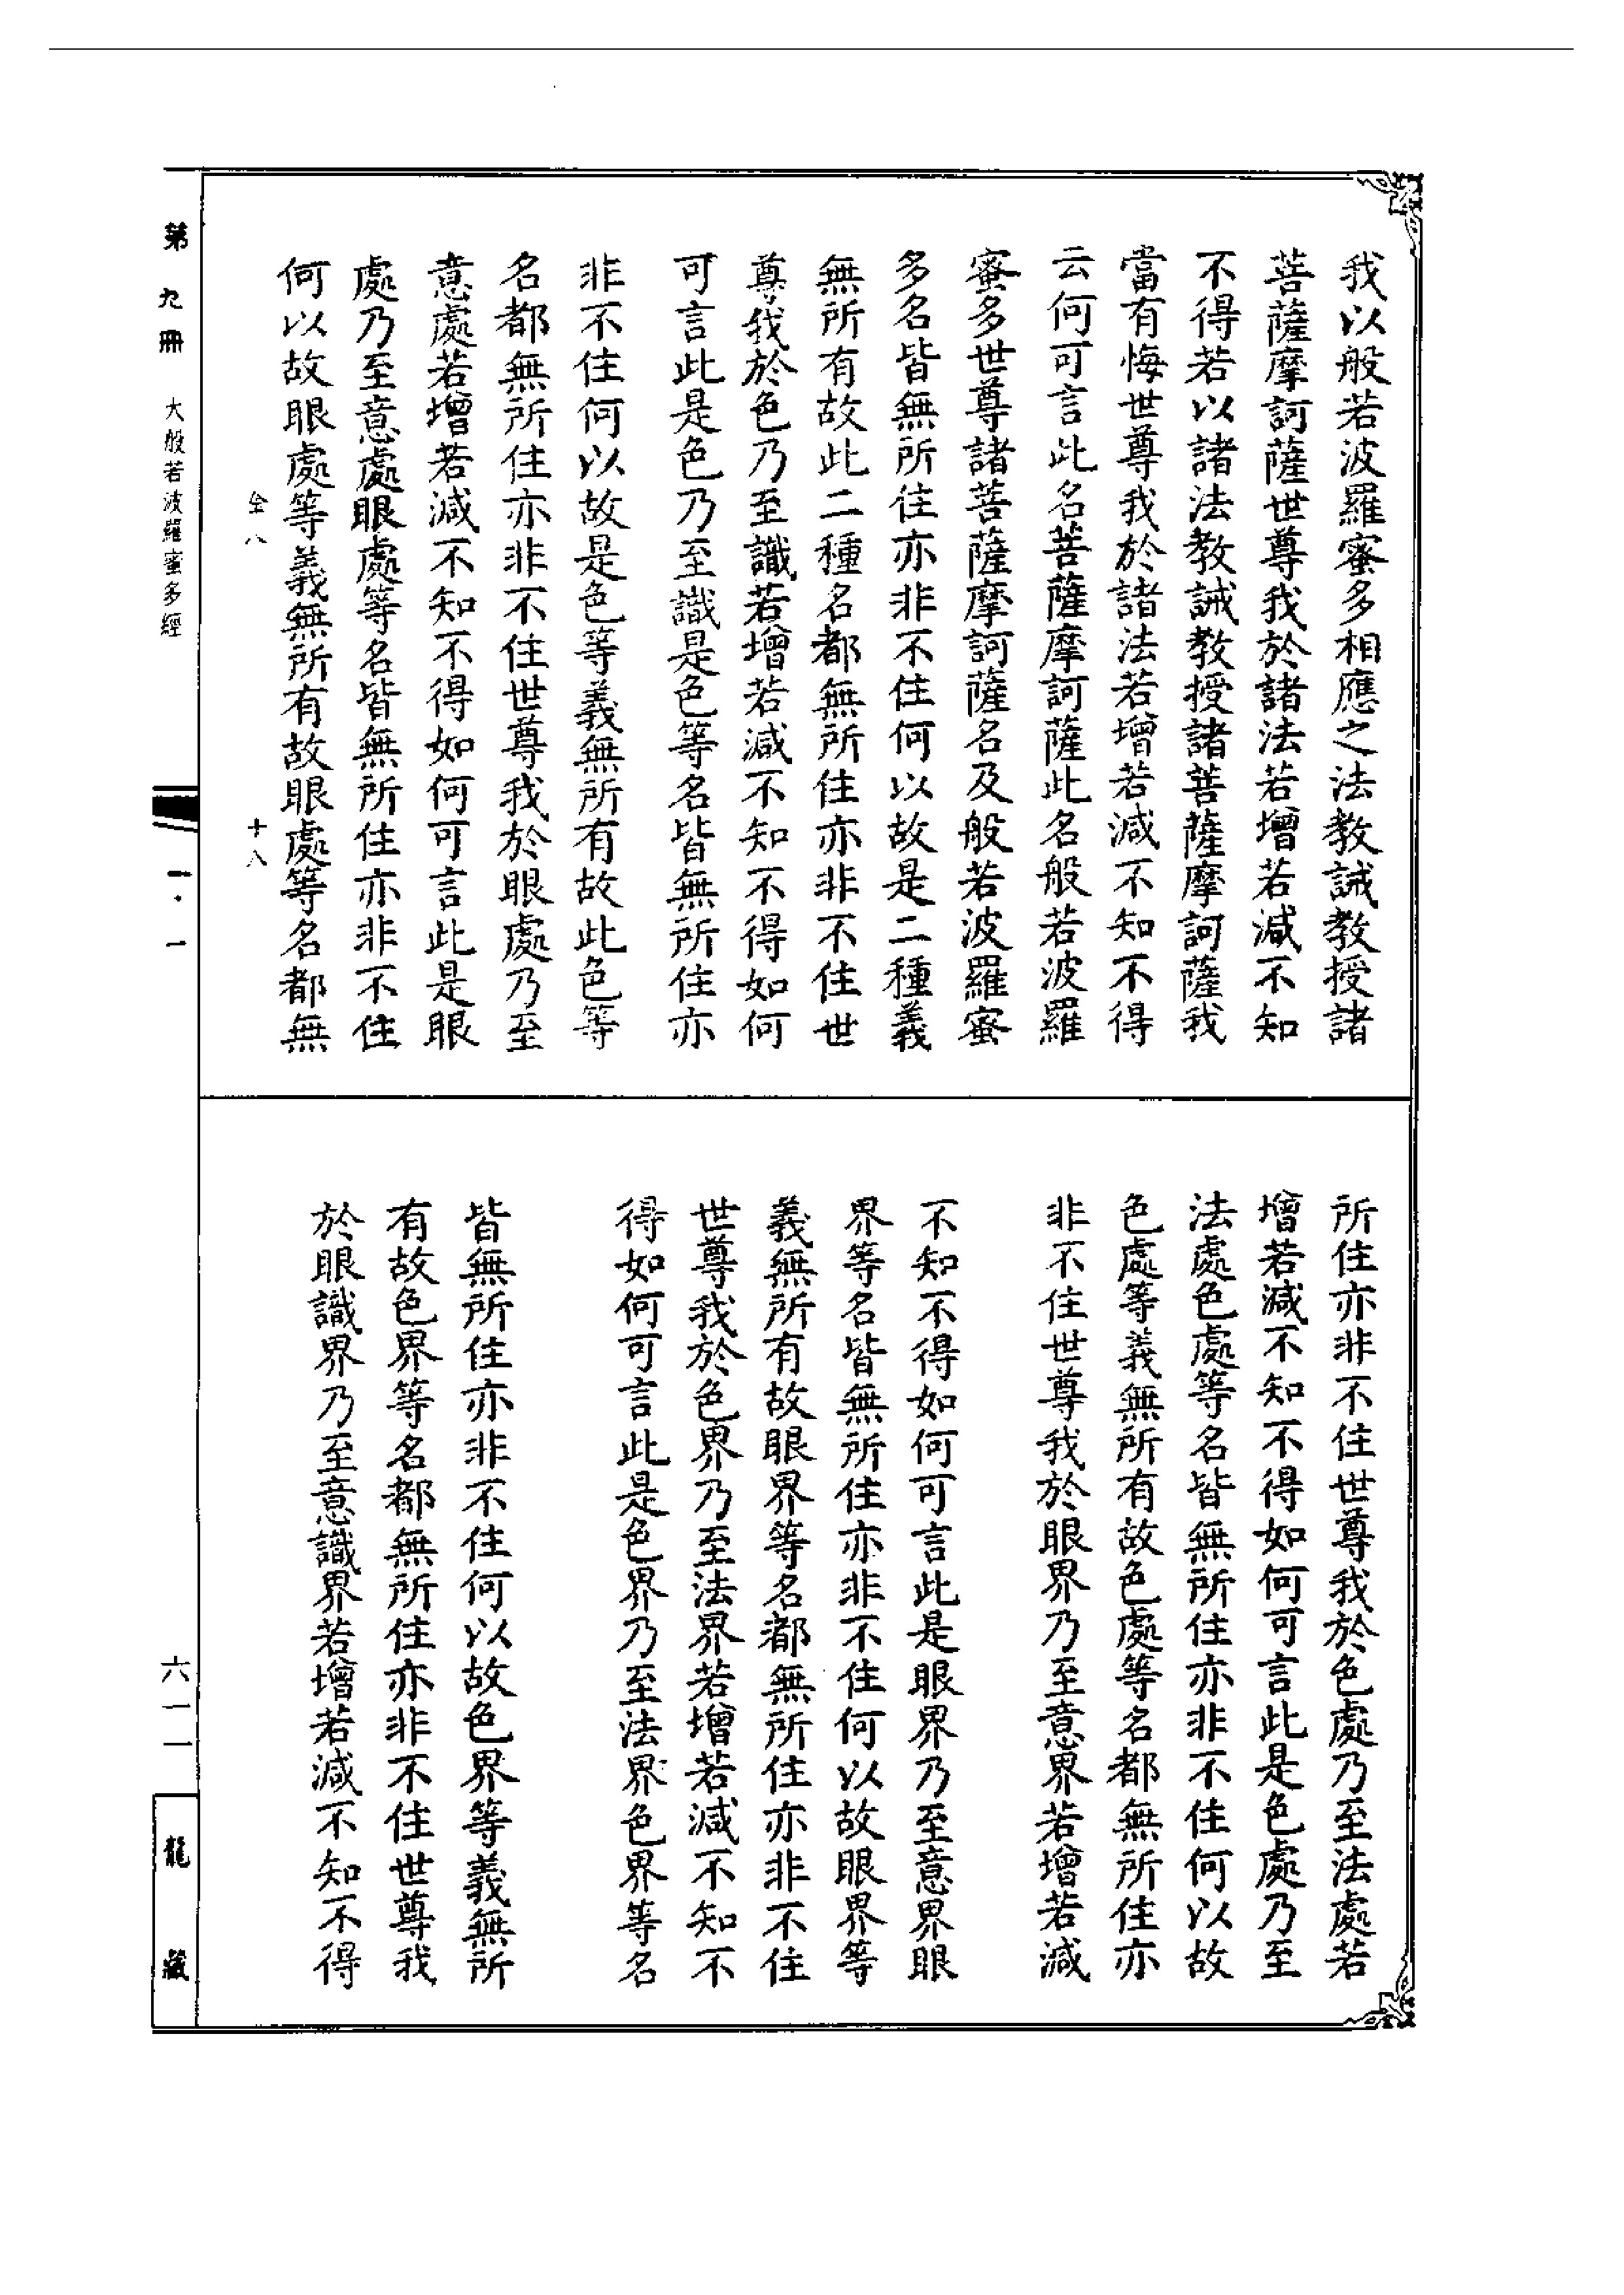 我以般若波羅蜜多相應之法教誡教授諸
菩薩摩訶薩世尊我於諸法若增若減不知
不得若以諸法教誡教授諸菩薩摩訶薩我
當有悔世尊我於諸法若增若減不知不得
云何可言此名菩薩摩訶薩此名般若波羅
蜜多世尊諸菩薩摩訶薩名及般若波羅蜜
多名皆無所住亦非不住何以故是二種義
無所有故此二種名都無所住亦非不住世
尊我於色乃至識若增若減不知不得如何
可言此是色乃至識是色等名皆無所住亦
非不住何以故是色等義無所有故此色等
名都無所住亦非不住世尊我於眼處乃至
意處若增若減不知不得如何可言此是眼
處乃至意處眼處等名皆無所住亦非不住
何以故眼處等義無所有故眼處等名都無
所住亦非不住世尊我於色處乃至法處若
增若減不知不得如何可言此是色處乃至
法處色處等名皆無所住亦非不住何以故
色處等義無所有故色處等名都無所住亦
非不住世尊我於眼界乃至意界若增若減
不知不得如何可言此是眼界乃至意界眼
界等名皆無所住亦非不住何以故眼界等
義無所有故眼界等名都無所住亦非不住
世尊我於色界乃至法界若增若減不知不
得如何可言此是色界乃至法界色界等名
皆無所住亦非不住何以故色界等義無所
有故色界等名都無所住亦非不住世尊我
於眼識界乃至意識界若增若減不知不得
八
十八
第九冊 大般若波羅蜜多經
六一一
龍藏